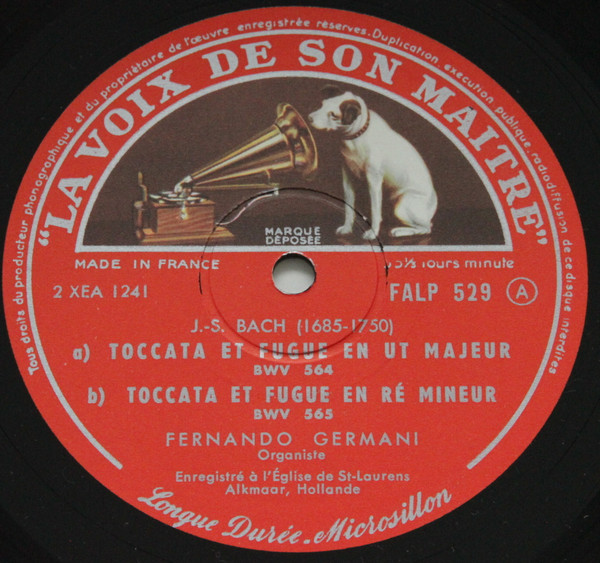 Tous droits du producteur phonographique et du propriétaire de l'œuvre enregistrée réservés. Duplication, exécution publique, radiodiffusion de ce disque interdites
"LA VOIX DE SON MAITRE"
MARQUE
DÉPOSÉE
MADE IN FRANCE
tours minute
2 XEA 1241
FALP 529 A
J.-S. BACH (1685-1750)
a) TOCCATA ET FUGUE EN UT MAJEUR
BWV 564
b) TOCCATA ET FUGUE EN RÉ MINEUR
BWV 565
FERNANDO GERMANI
Organiste
Enregistré à l'Église de St-Laurens
Alkmaar, Hollande
Longue Durée-Microsillon